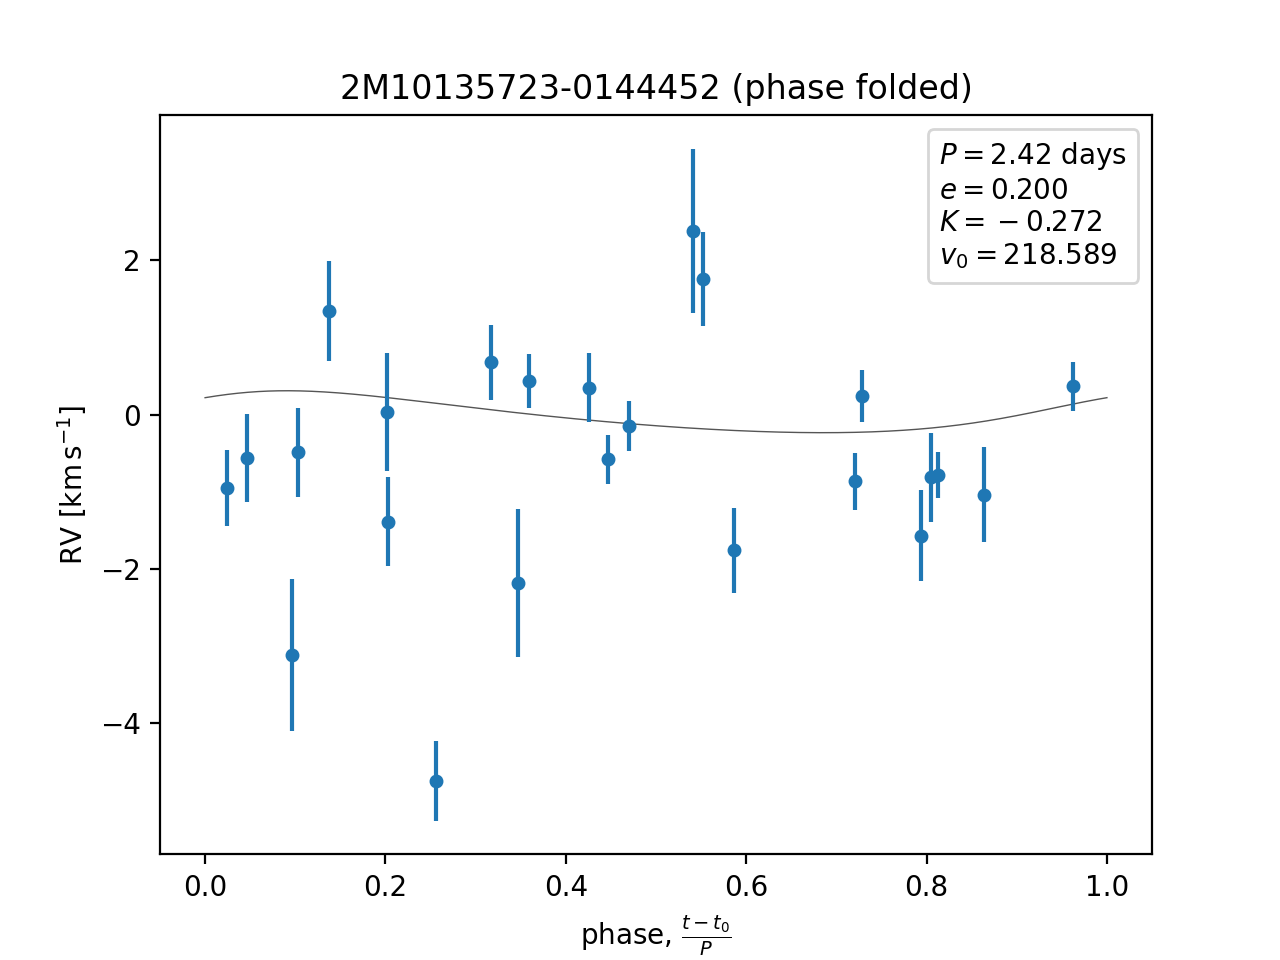 2M10135723-0144452 (phase folded)
P = 2.42 days
e = 0.200
K = −0.272
v₀ = 218.589
2
0
−2
−4
RV [km s⁻¹]
0.0 0.2 0.4 0.6 0.8 1.0
phase, (t − t₀)/P